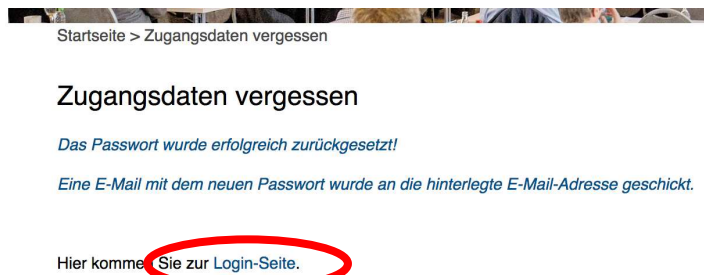 Startseite > Zugangsdaten vergessen
Zugangsdaten vergessen
Das Passwort wurde erfolgreich zurückgesetzt!
Eine E-Mail mit dem neuen Passwort wurde an die hinterlegte E-Mail-Adresse geschickt.
Hier kommen Sie zur Login-Seite.